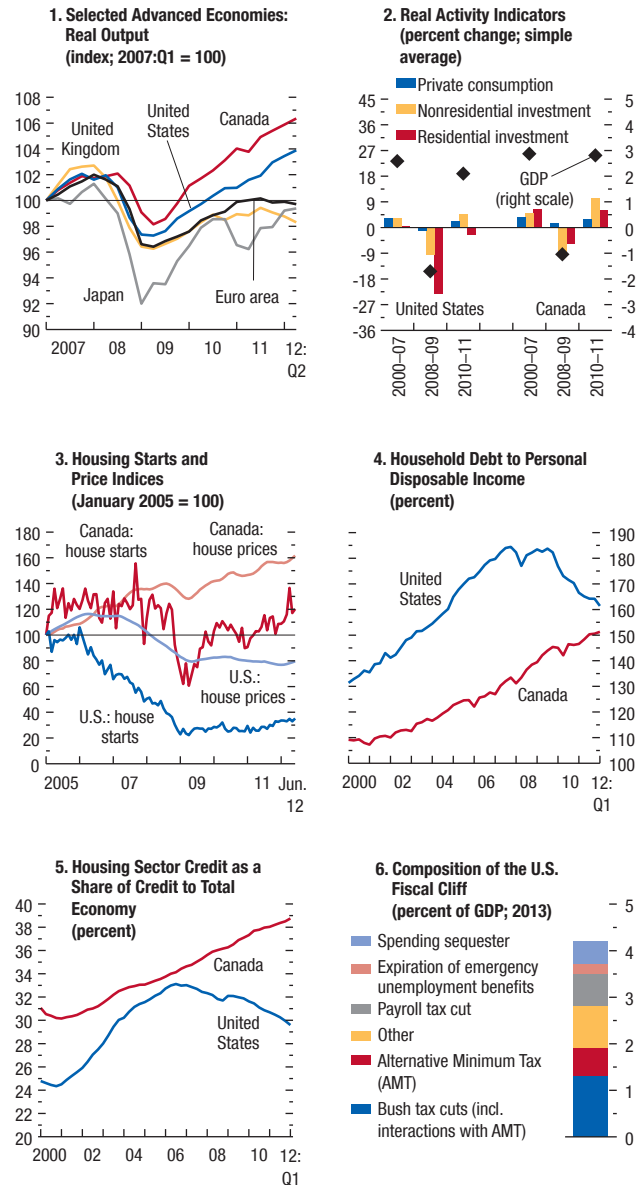 1. Selected Advanced Economies:
Real Output
(index; 2007:Q1 = 100)
108
106
104
102
100
98
96
94
92
90
United
Kingdom
United
States
Canada
Japan
Euro area
2007
08
09
10
11
12:
Q2
2. Real Activity Indicators
(percent change; simple
average)
Private consumption
Nonresidential investment
Residential investment
45
36
27
18
9
0
-9
-18
-27
-36
5
4
3
2
1
0
-1
-2
-3
-4
GDP
(right scale)
United States
Canada
2000–07
2008–09
2010–11
2000–07
2008–09
2010–11
3. Housing Starts and
Price Indices
(January 2005 = 100)
180
160
140
120
100
80
60
40
20
0
Canada:
house starts
Canada:
house prices
U.S.: house
starts
U.S.:
house prices
2005
07
09
11
Jun.
12
4. Household Debt to Personal
Disposable Income
(percent)
190
180
170
160
150
140
130
120
110
100
United
States
Canada
2000
02
04
06
08
10
12:
Q1
5. Housing Sector Credit as a
Share of Credit to Total
Economy
(percent)
40
38
36
34
32
30
28
26
24
22
20
Canada
United
States
2000
02
04
06
08
10
12:
Q1
6. Composition of the U.S.
Fiscal Cliff
(percent of GDP; 2013)
Spending sequester
Expiration of emergency
unemployment benefits
Payroll tax cut
Other
Alternative Minimum Tax
(AMT)
Bush tax cuts (incl.
interactions with AMT)
5
4
3
2
1
0